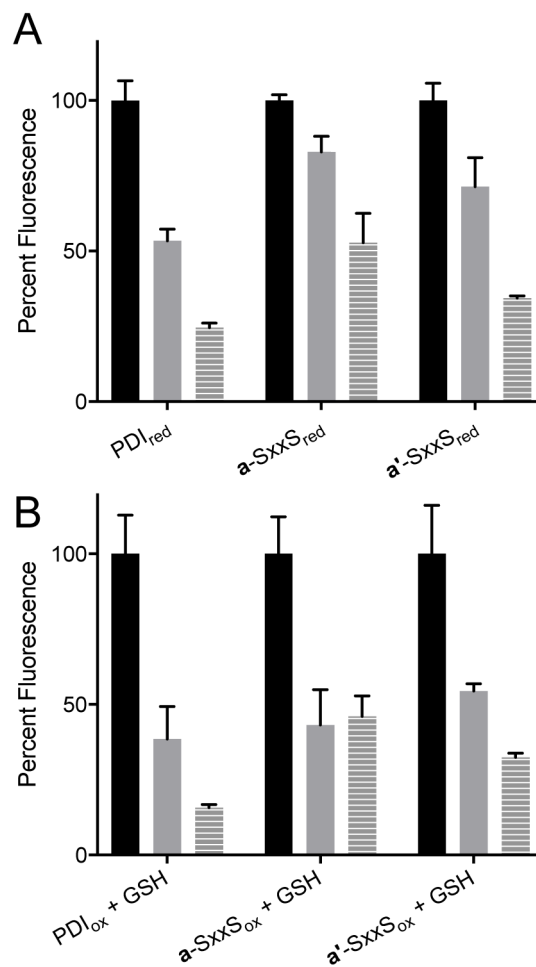 A
Percent Fluorescence
100
50
0
PDIred
a-SxxSred
a'-SxxSred
B
Percent Fluorescence
100
50
0
PDIox + GSH
a-SxxSox + GSH
a'-SxxSox + GSH